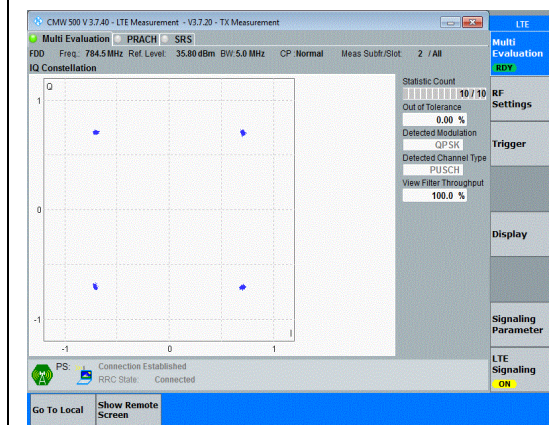 CMW 500 V 3.7.40 - LTE Measurement - V3.7.20 - TX Measurement
LTE
Multi Evaluation PRACH SRS
Multi
Evaluation
RDY
FDD Freq.: 784.5 MHz Ref. Level: 35.80 dBm BW: 5.0 MHz CP : Normal Meas Subfr./Slot: 2 / All
IQ Constellation
Q
1
0
-1
-1
0
1
I
Statistic Count
10 / 10
Out of Tolerance
0.00 %
Detected Modulation
QPSK
Detected Channel Type
PUSCH
View Filter Throughput
100.0 %
RF
Settings
Trigger
Display
Signaling
Parameter
LTE
Signaling
ON
PS: Connection Established
RRC State: Connected
Go To Local
Show Remote
Screen